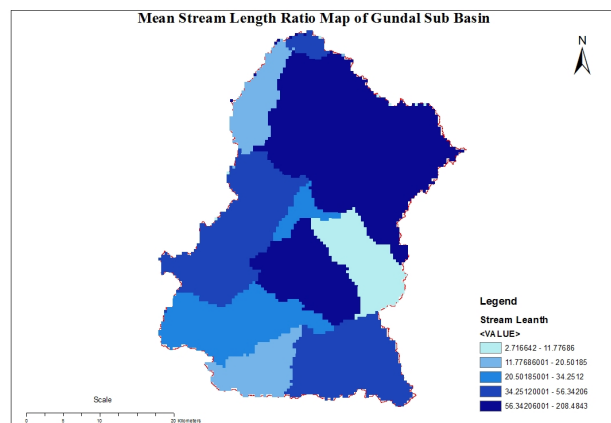 Mean Stream Length Ratio Map of Gundal Sub Basin
N
Legend
Stream Leanth
<VALUE>
2.716642 - 11.77686
11.77686001 - 20.50185
20.50185001 - 34.2512
34.25120001 - 56.34206
56.34206001 - 208.4843
Scale
0 5 10 20 Kilometers